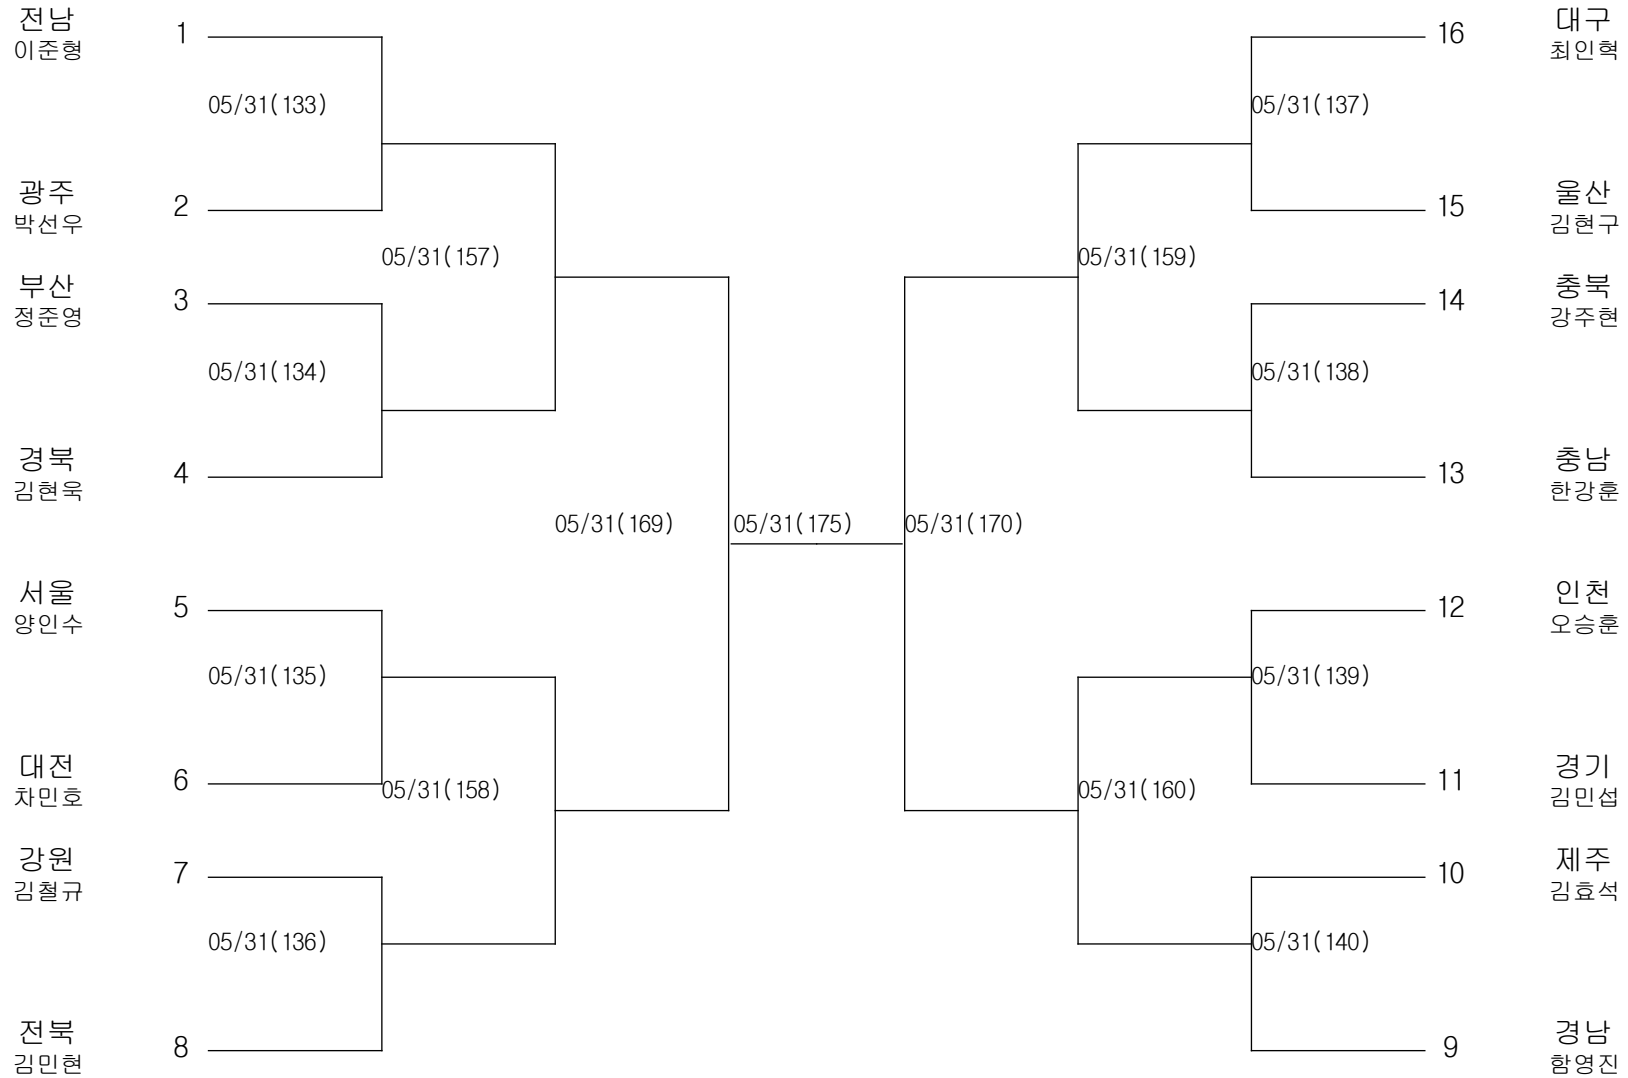 전남
이준형
1
05/31(133)
광주
박선우
2
05/31(157)
부산
정준영
3
05/31(134)
경북
김현욱
4
05/31(169)
05/31(175)
서울
양인수
5
05/31(135)
대전
차민호
6
05/31(158)
강원
김철규
7
05/31(136)
전북
김민현
8
16
대구
최인혁
05/31(137)
15
울산
김현구
05/31(159)
14
충북
강주현
05/31(138)
13
충남
한강훈
05/31(170)
12
인천
오승훈
05/31(139)
11
경기
김민섭
05/31(160)
10
제주
김효석
05/31(140)
9
경남
함영진